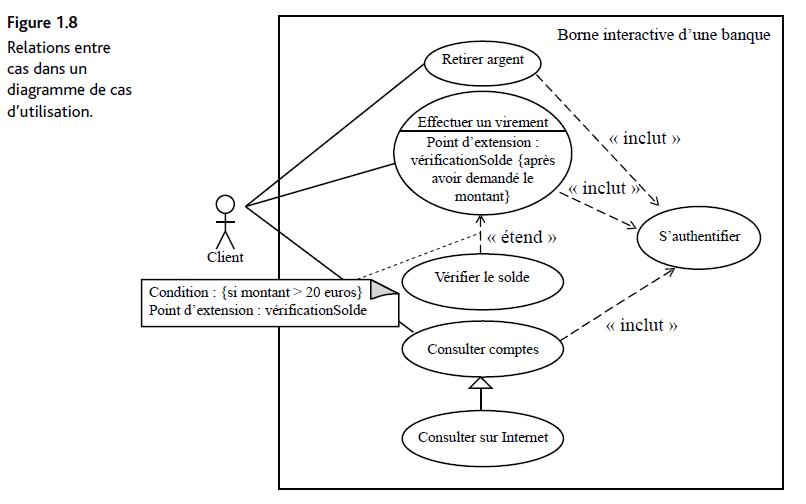 Figure 1.8
Relations entre
cas dans un
diagramme de cas
d’utilisation.
Borne interactive d’une banque
Retirer argent
Effectuer un virement
Point d’extension :
vérificationSolde {après
avoir demandé le
montant}
« inclut »
« inclut »
S’authentifier
Client
« étend »
Vérifier le solde
Condition : {si montant > 20 euros}
Point d’extension : vérificationSolde
« inclut »
Consulter comptes
Consulter sur Internet